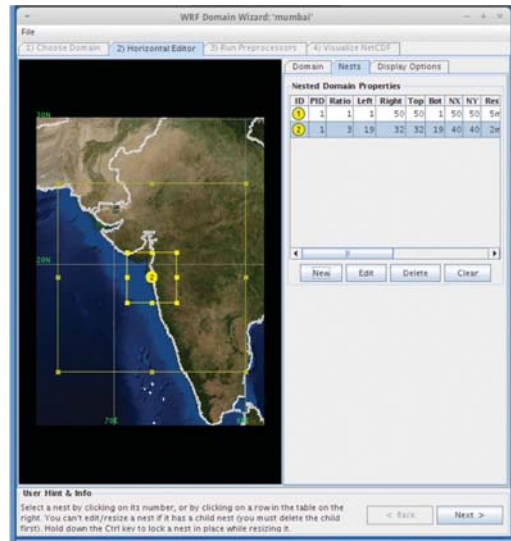 WRF Domain Wizard: 'mumbai'
File
1) Choose Domain 2) Horizontal Editor 3) Run Preprocessors 4) Visualize NetCDF
Domain Nests Display Options
Nested Domain Properties
ID PID Ratio Left Right Top Bot NX NY Res
1 1 1 1 50 50 1 50 50 5m
2 1 3 19 32 32 19 40 40 2m
30N
20N
2
70E
New Edit Delete Clear
User Hint & Info
Select a nest by clicking on its number, or by clicking on a row in the table on the
right. You can't edit/resize a nest if it has a child nest (you must delete the child
first). Hold down the Ctrl key to lock a nest in place while resizing it.
< Back Next >